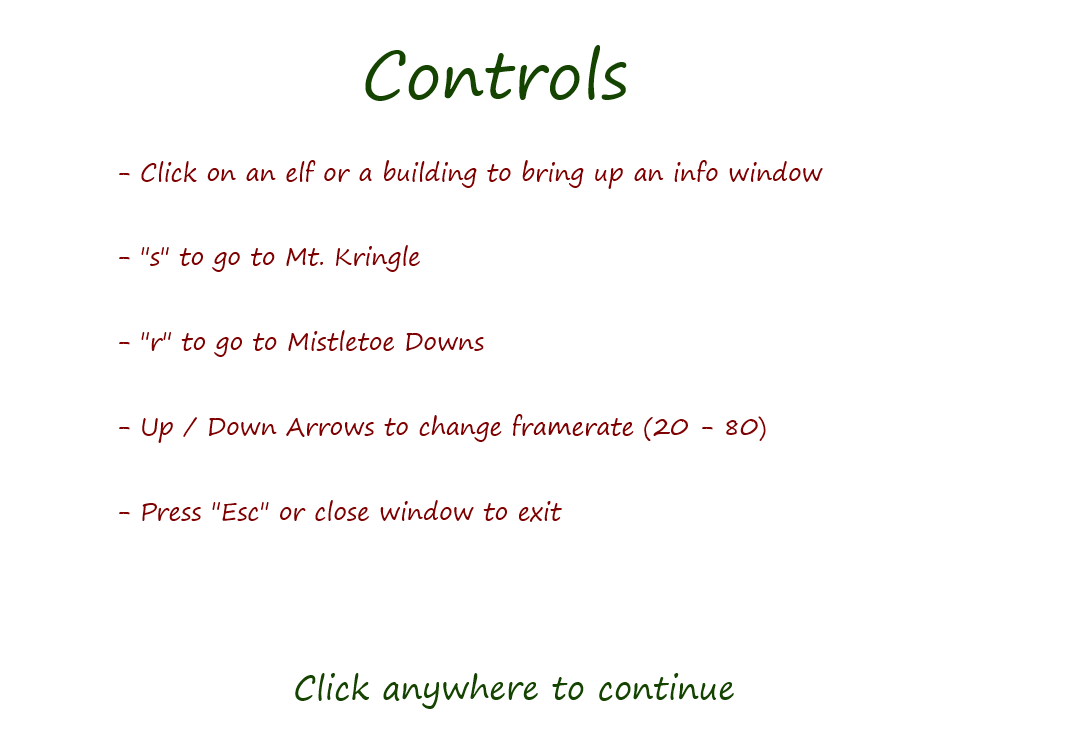 Controls
- Click on an elf or a building to bring up an info window
- "s" to go to Mt. Kringle
- "r" to go to Mistletoe Downs
- Up / Down Arrows to change framerate (20 - 80)
- Press "Esc" or close window to exit
Click anywhere to continue